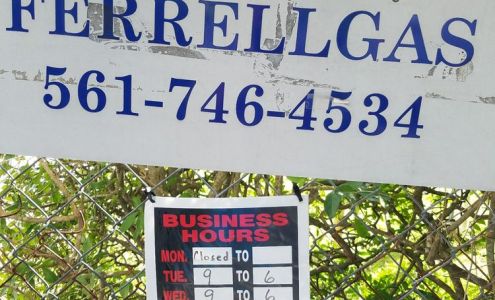 FERRELLGAS
561-746-4534
BUSINESS
HOURS
MON. Closed TO
TUE. 9 TO 6
WED. 9 TO 6